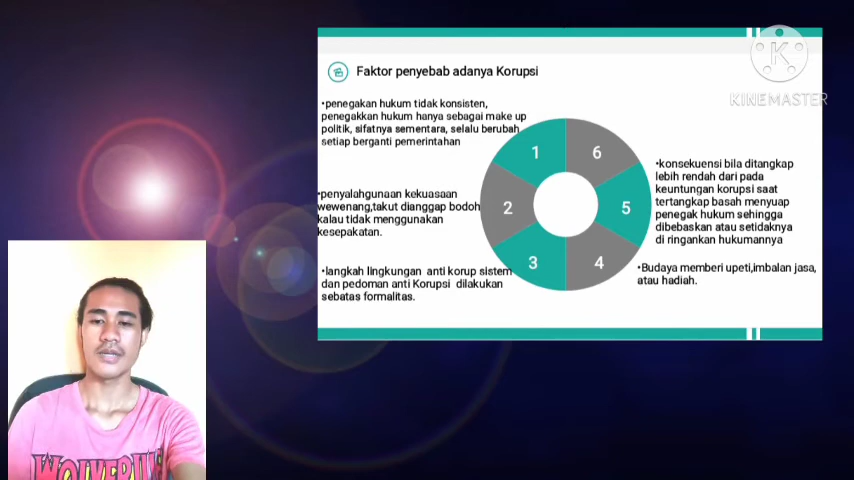 KINEMASTER
Faktor penyebab adanya Korupsi
•penegakan hukum tidak konsisten,
penegakkan hukum hanya sebagai make up
politik, sifatnya sementara, selalu berubah
setiap berganti pemerintahan
•penyalahgunaan kekuasaan
wewenang,takut dianggap bodoh
kalau tidak menggunakan
kesepakatan.
•langkah lingkungan anti korup sistem
dan pedoman anti Korupsi dilakukan
sebatas formalitas.
1
6
2
5
3
4
•konsekuensi bila ditangkap
lebih rendah dari pada
keuntungan korupsi saat
tertangkap basah menyuap
penegak hukum sehingga
dibebaskan atau setidaknya
di ringankan hukumannya
•Budaya memberi upeti,imbalan jasa,
atau hadiah.
WOLVERINE